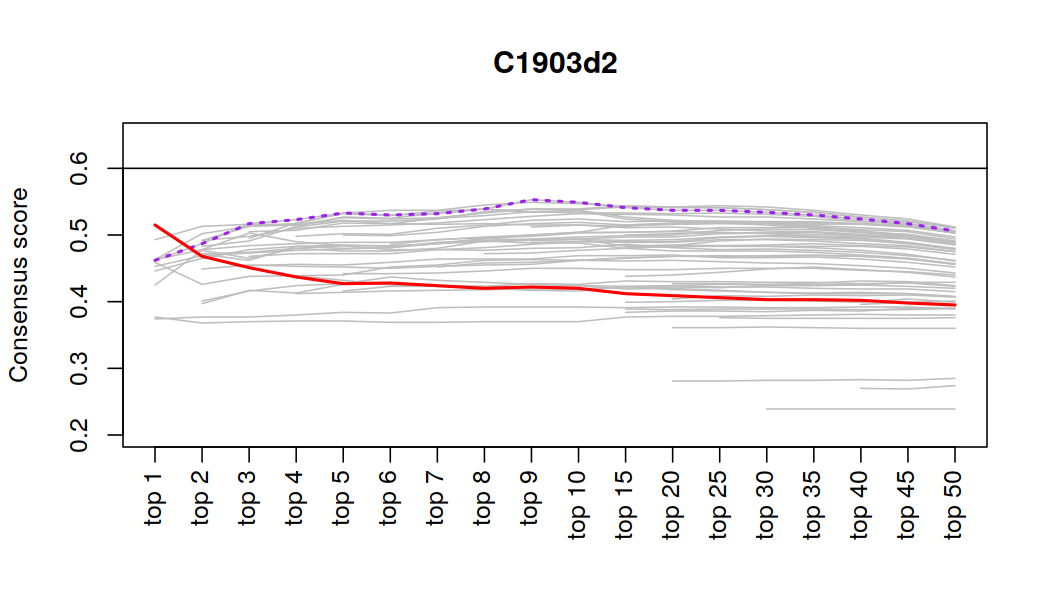 C1903d2
Consensus score
0.6
0.5
0.4
0.3
0.2
top 1
top 2
top 3
top 4
top 5
top 6
top 7
top 8
top 9
top 10
top 15
top 20
top 25
top 30
top 35
top 40
top 45
top 50